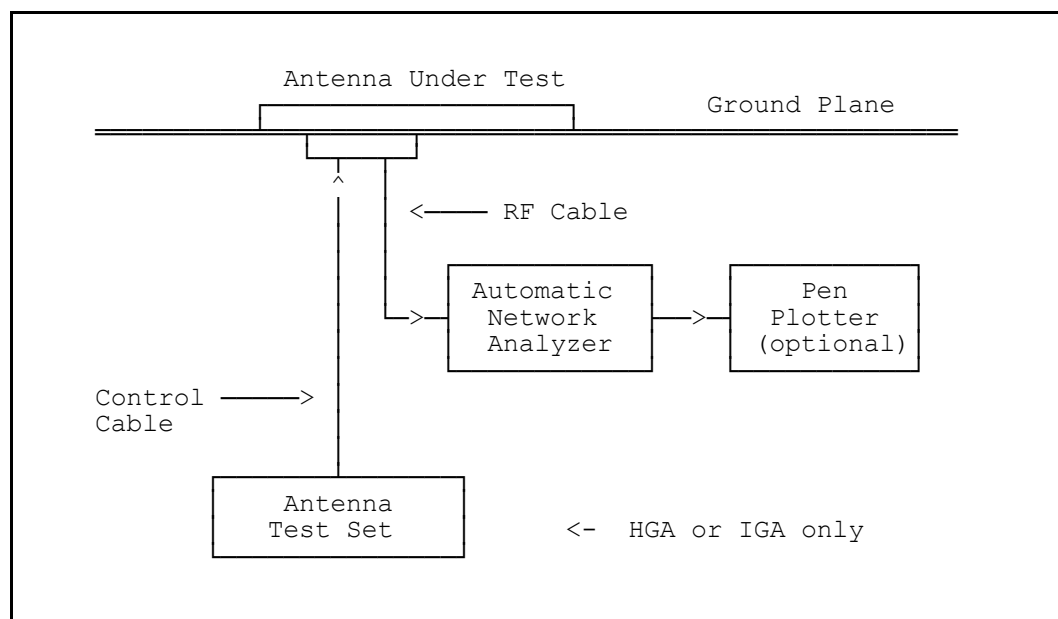 Antenna Under Test
Ground Plane
RF Cable
Automatic
Network
Analyzer
Pen
Plotter
(optional)
Control
Cable
Antenna
Test Set
<- HGA or IGA only